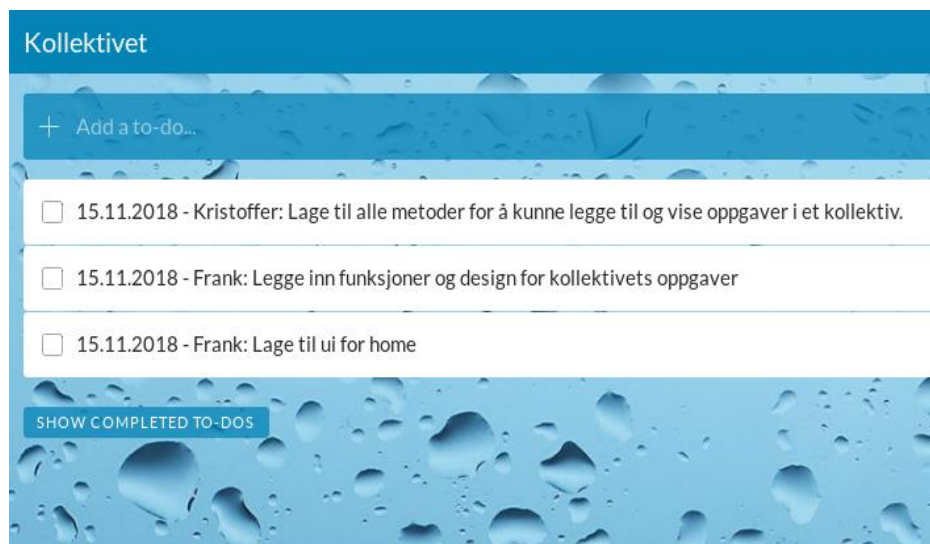 Kollektivet
Add a to-do...
15.11.2018 - Kristoffer: Lage til alle metoder for å kunne legge til og vise oppgaver i et kollektiv.
15.11.2018 - Frank: Legge inn funksjoner og design for kollektivets oppgaver
15.11.2018 - Frank: Lage til ui for home
SHOW COMPLETED TO-DOS